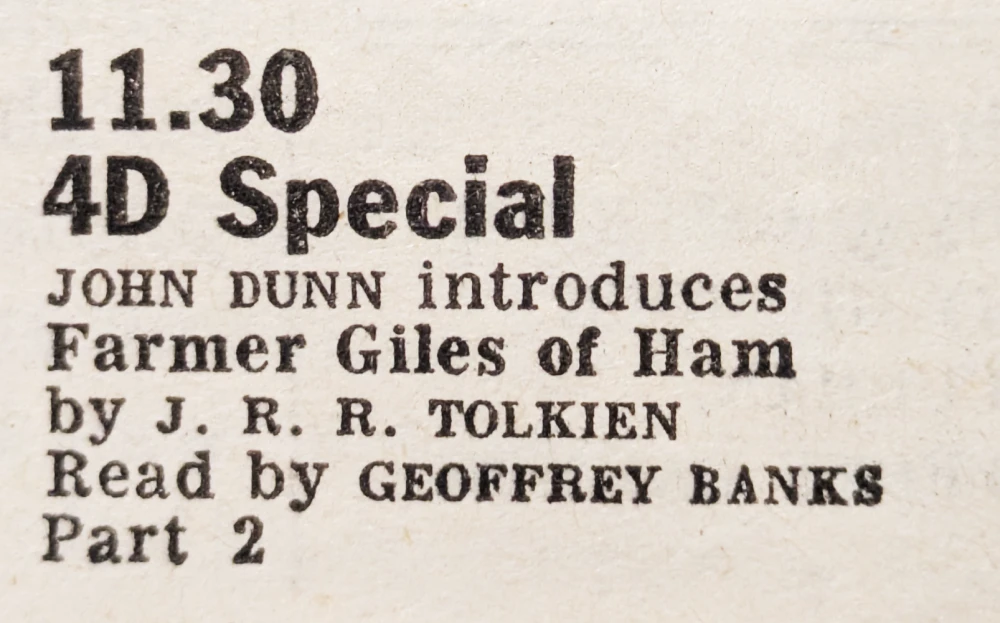 11.30
4D Special
JOHN DUNN introduces
Farmer Giles of Ham
by J. R. R. TOLKIEN
Read by GEOFFREY BANKS
Part 2